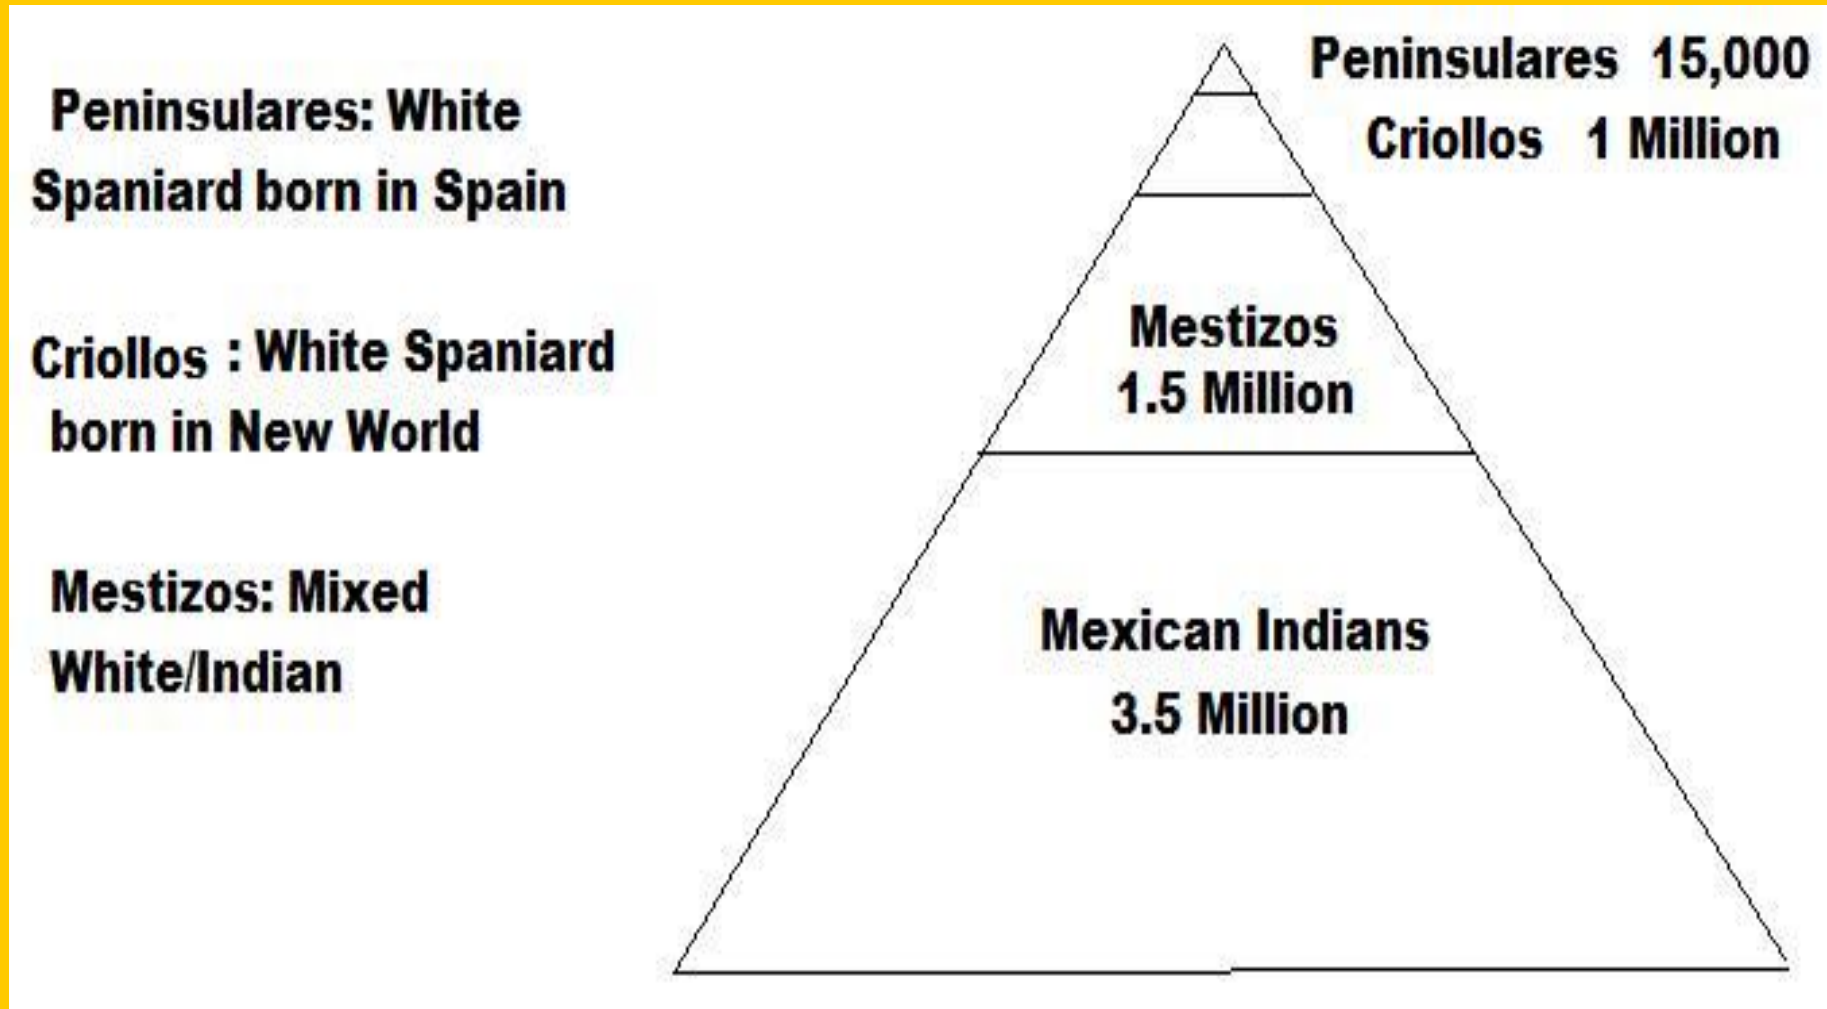 Peninsulares: White
Spaniard born in Spain
Criollos : White Spaniard
born in New World
Mestizos: Mixed
White/Indian
Peninsulares 15,000
Criollos 1 Million
Mestizos
1.5 Million
Mexican Indians
3.5 Million